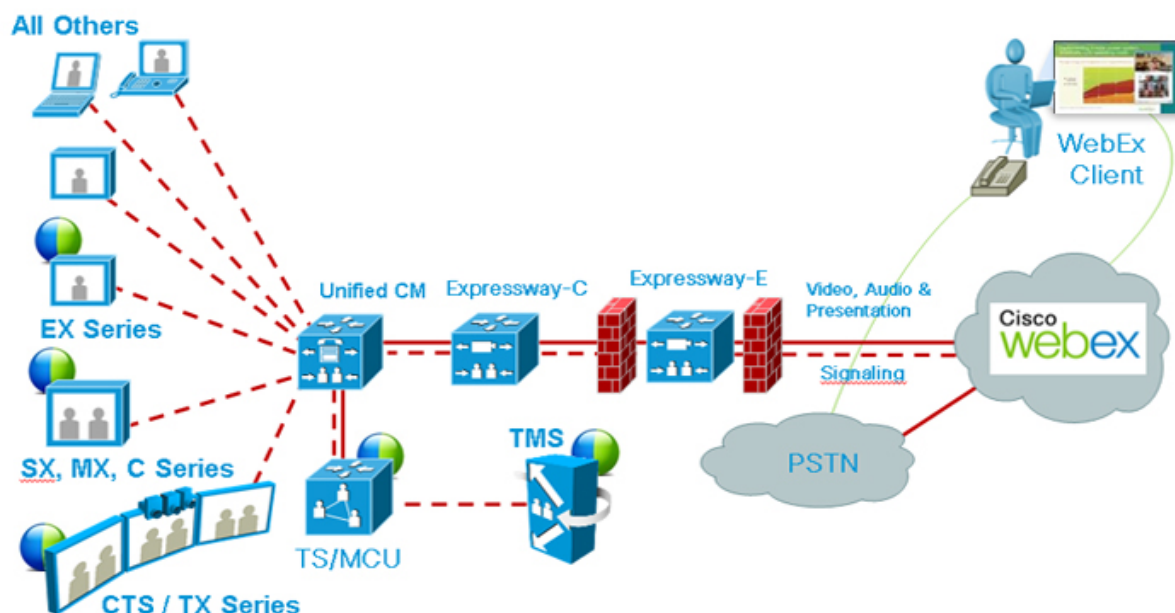 All Others
WebEx
Client
EX Series
Unified CM
Expressway-C
Expressway-E
Video, Audio &
Presentation
Signaling
Cisco
webex
SX, MX, C Series
TMS
PSTN
TS/MCU
CTS / TX Series